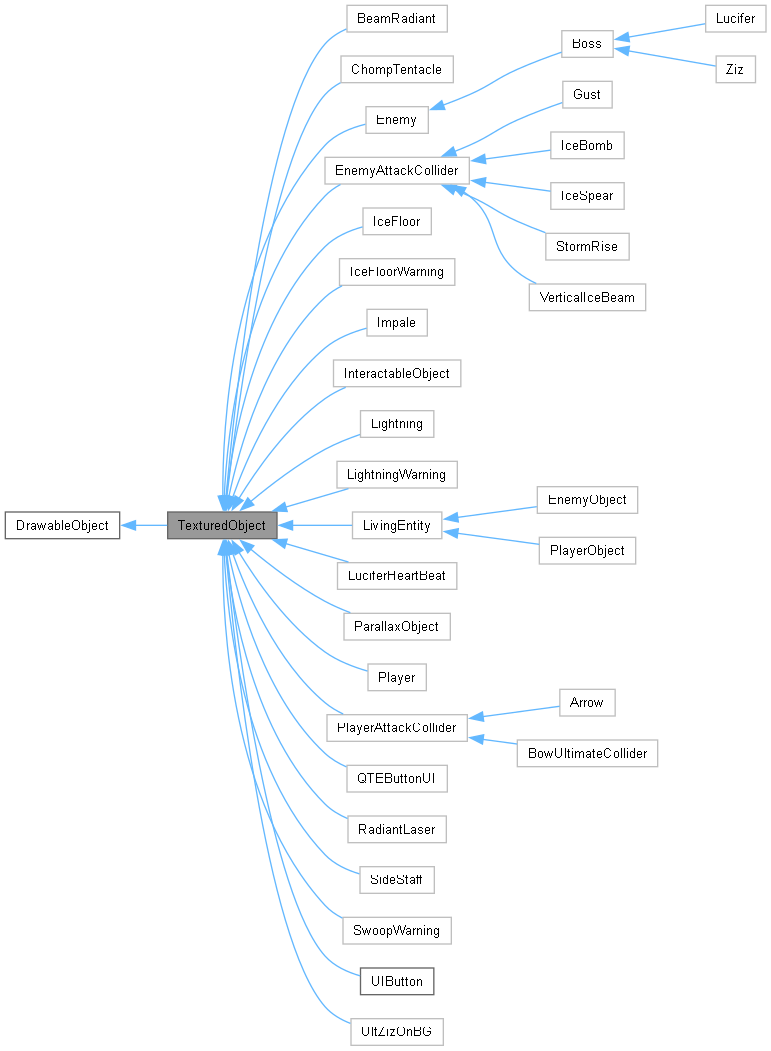 BeamRadiant
Lucifer
Boss
ChompTentacle
Ziz
Gust
Enemy
IceBomb
EnemyAttackCollider
IceSpear
IceFloor
StormRise
IceFloorWarning
VerticalIceBeam
Impale
InteractableObject
Lightning
LightningWarning
EnemyObject
DrawableObject
TexturedObject
LivingEntity
PlayerObject
LuciferHeartBeat
ParallaxObject
Player
Arrow
PlayerAttackCollider
BowUltimateCollider
QTEButtonUI
RadiantLaser
SideStaff
SwoopWarning
UIButton
UltZizOnBG